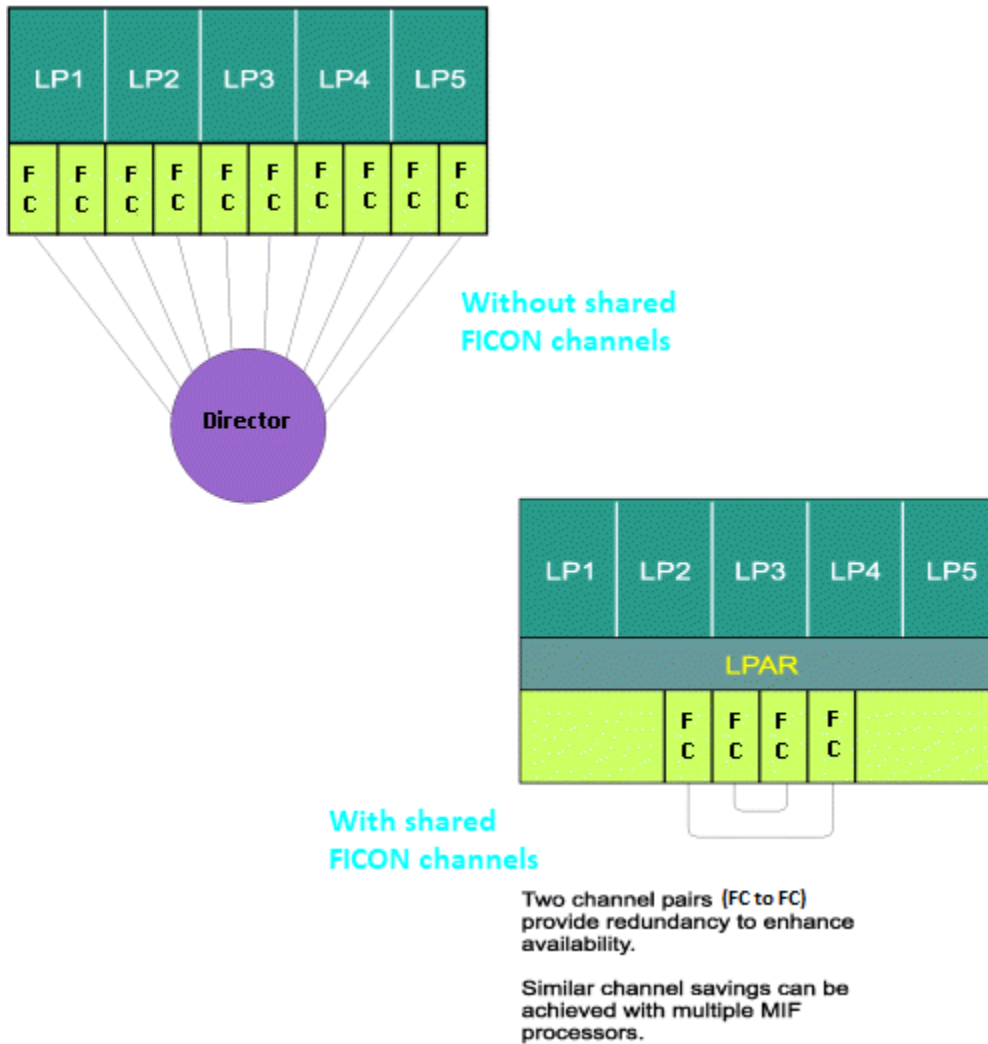 LP1 LP2 LP3 LP4 LP5
F F F F F F F F F F
C C C C C C C C C C
Without shared
FICON channels
Director
LP1 LP2 LP3 LP4 LP5
LPAR
F F F F
C C C C
With shared
FICON channels
Two channel pairs (FC to FC)
provide redundancy to enhance
availability.
Similar channel savings can be
achieved with multiple MIF
processors.